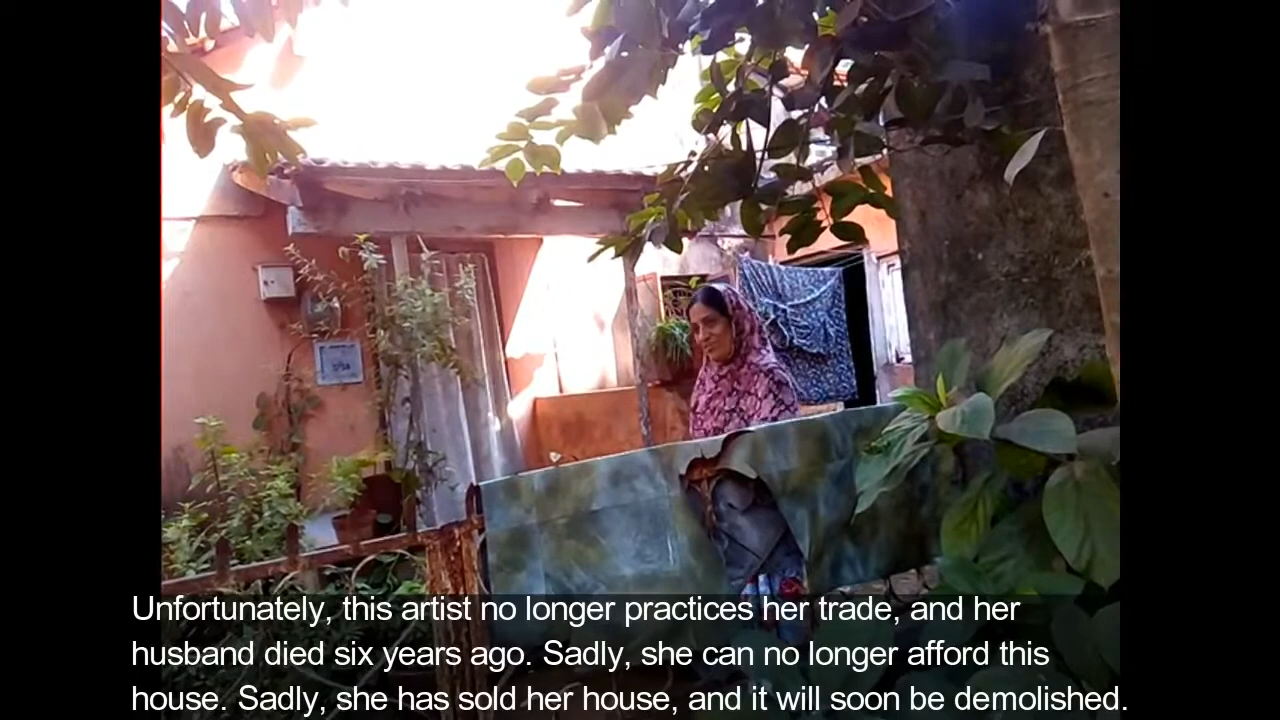 Unfortunately, this artist no longer practices her trade, and her
husband died six years ago. Sadly, she can no longer afford this
house. Sadly, she has sold her house, and it will soon be demolished.